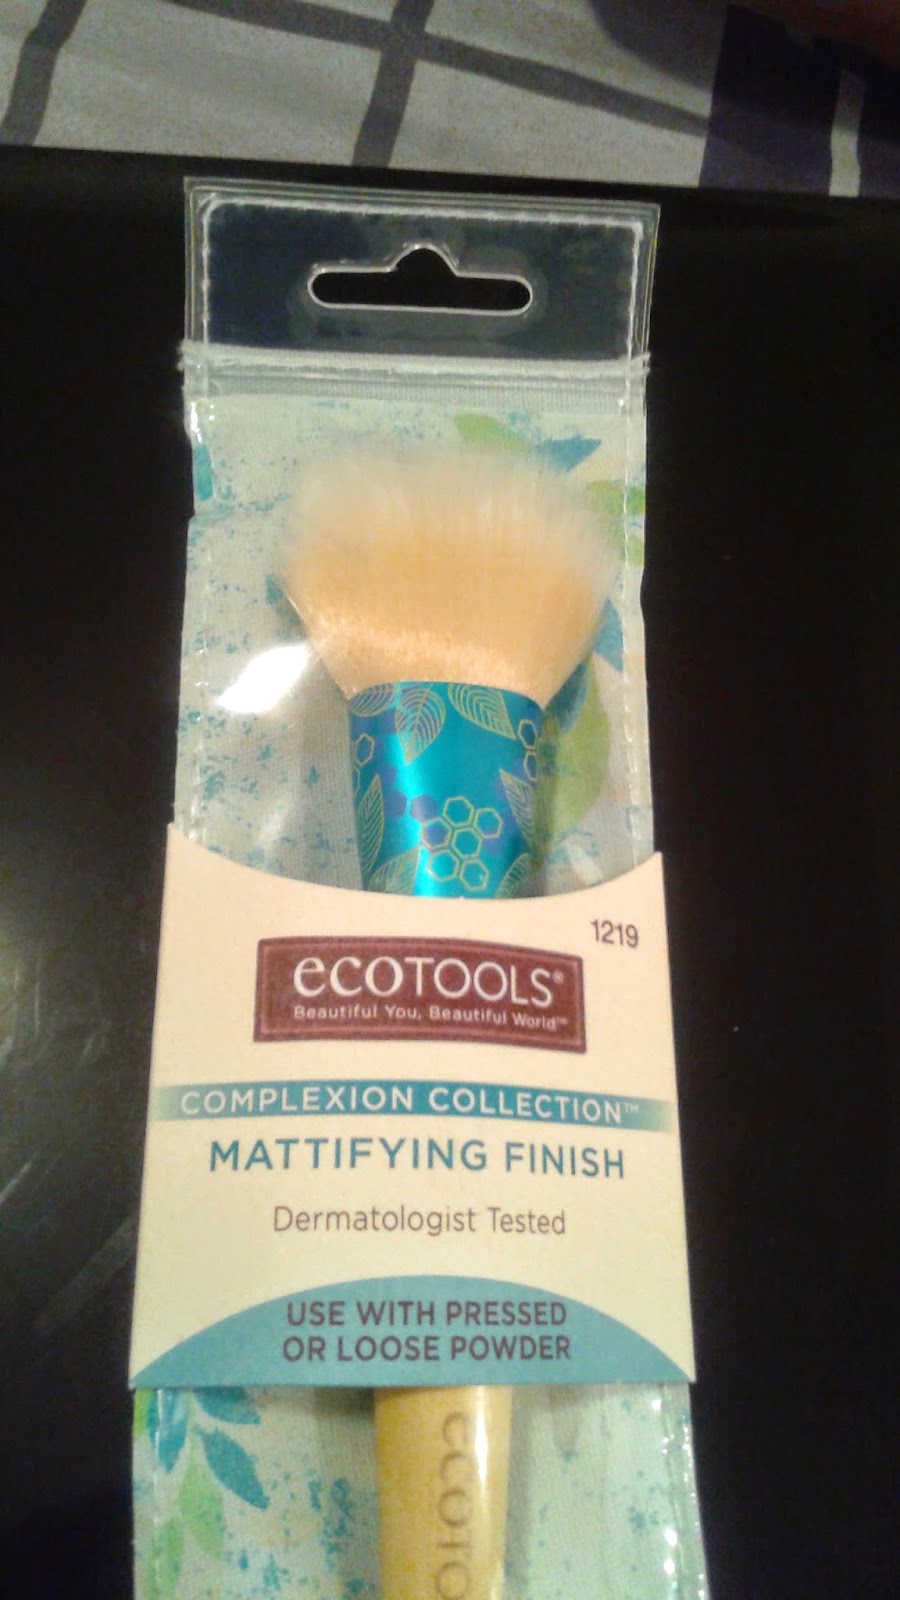 1219
ecoTOOLS®
Beautiful You, Beautiful World™
COMPLEXION COLLECTION™
MATTIFYING FINISH
Dermatologist Tested
USE WITH PRESSED
OR LOOSE POWDER
ECOTO